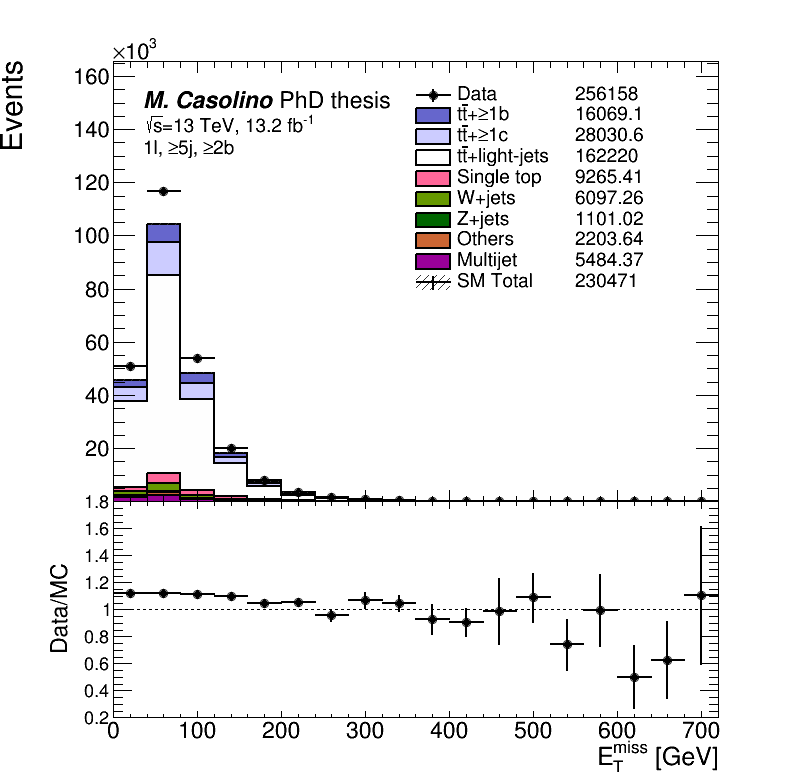 ×10³
Events
160
140
120
100
80
60
40
20
M. Casolino PhD thesis
√s=13 TeV, 13.2 fb⁻¹
1l, ≥5j, ≥2b
Data 256158
tt̄+≥1b 16069.1
tt̄+≥1c 28030.6
tt̄+light-jets 162220
Single top 9265.41
W+jets 6097.26
Z+jets 1101.02
Others 2203.64
Multijet 5484.37
SM Total 230471
Data/MC
1.8
1.6
1.4
1.2
1
0.8
0.6
0.4
0.2
0 100 200 300 400 500 600 700
E_T^miss [GeV]